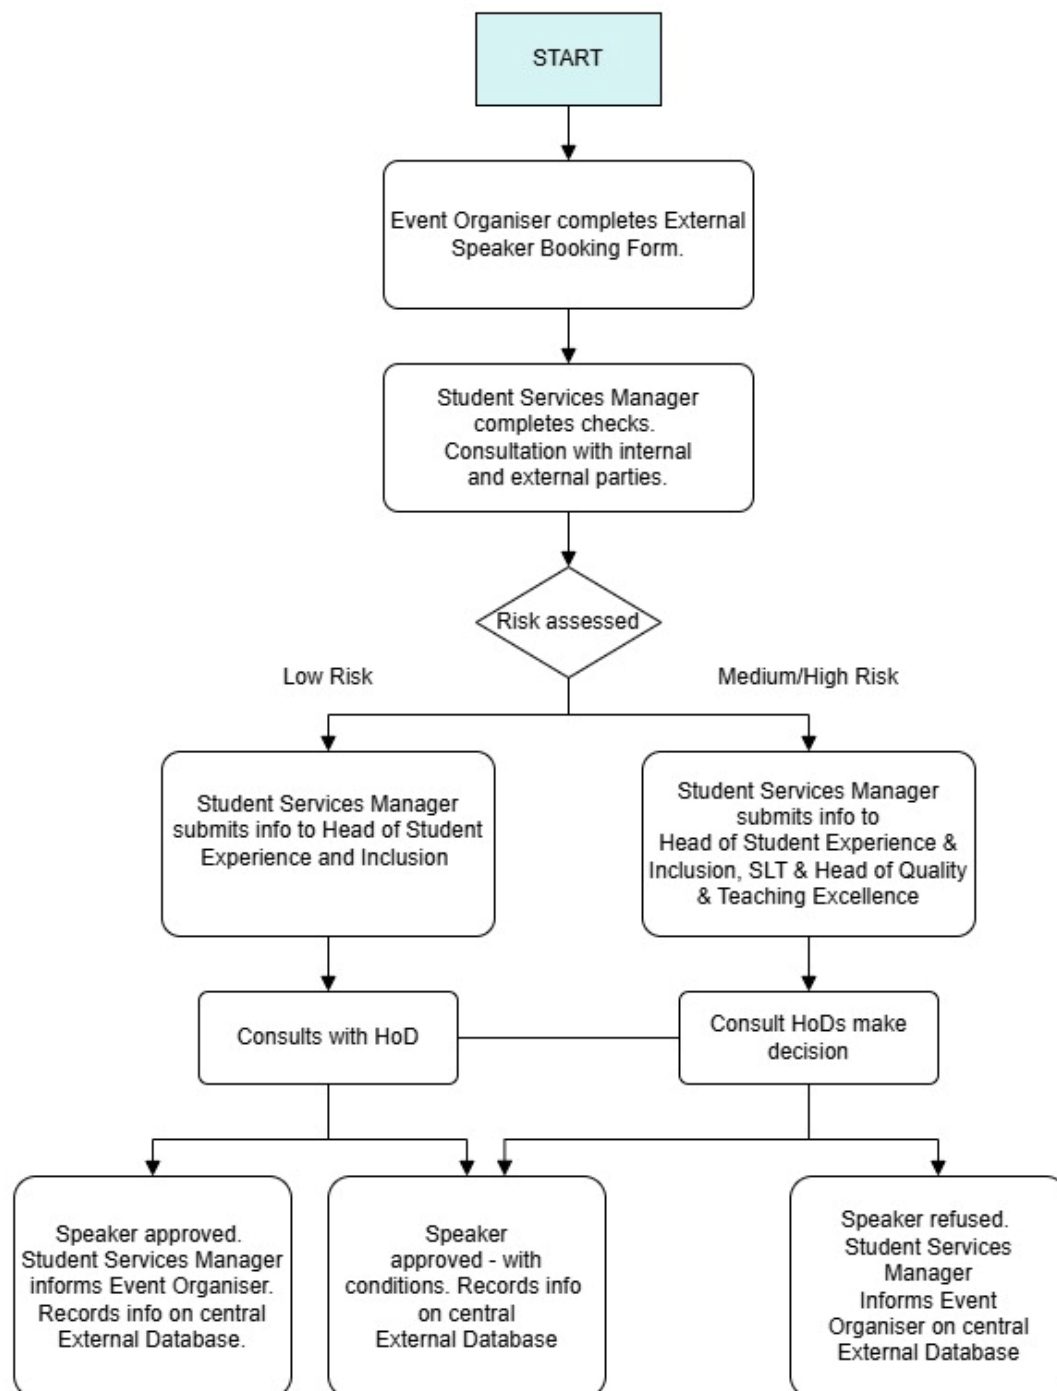 START
Event Organiser completes External
Speaker Booking Form.
Student Services Manager
completes checks.
Consultation with internal
and external parties.
Risk assessed
Low Risk
Medium/High Risk
Student Services Manager
submits info to Head of Student
Experience and Inclusion
Student Services Manager
submits info to
Head of Student Experience &
Inclusion, SLT & Head of Quality
& Teaching Excellence
Consults with HoD
Consult HoDs make
decision
Speaker approved.
Student Services Manager
informs Event Organiser.
Records info on central
External Database.
Speaker
approved - with
conditions. Records info
on central
External Database
Speaker refused.
Student Services
Manager
Informs Event
Organiser on central
External Database